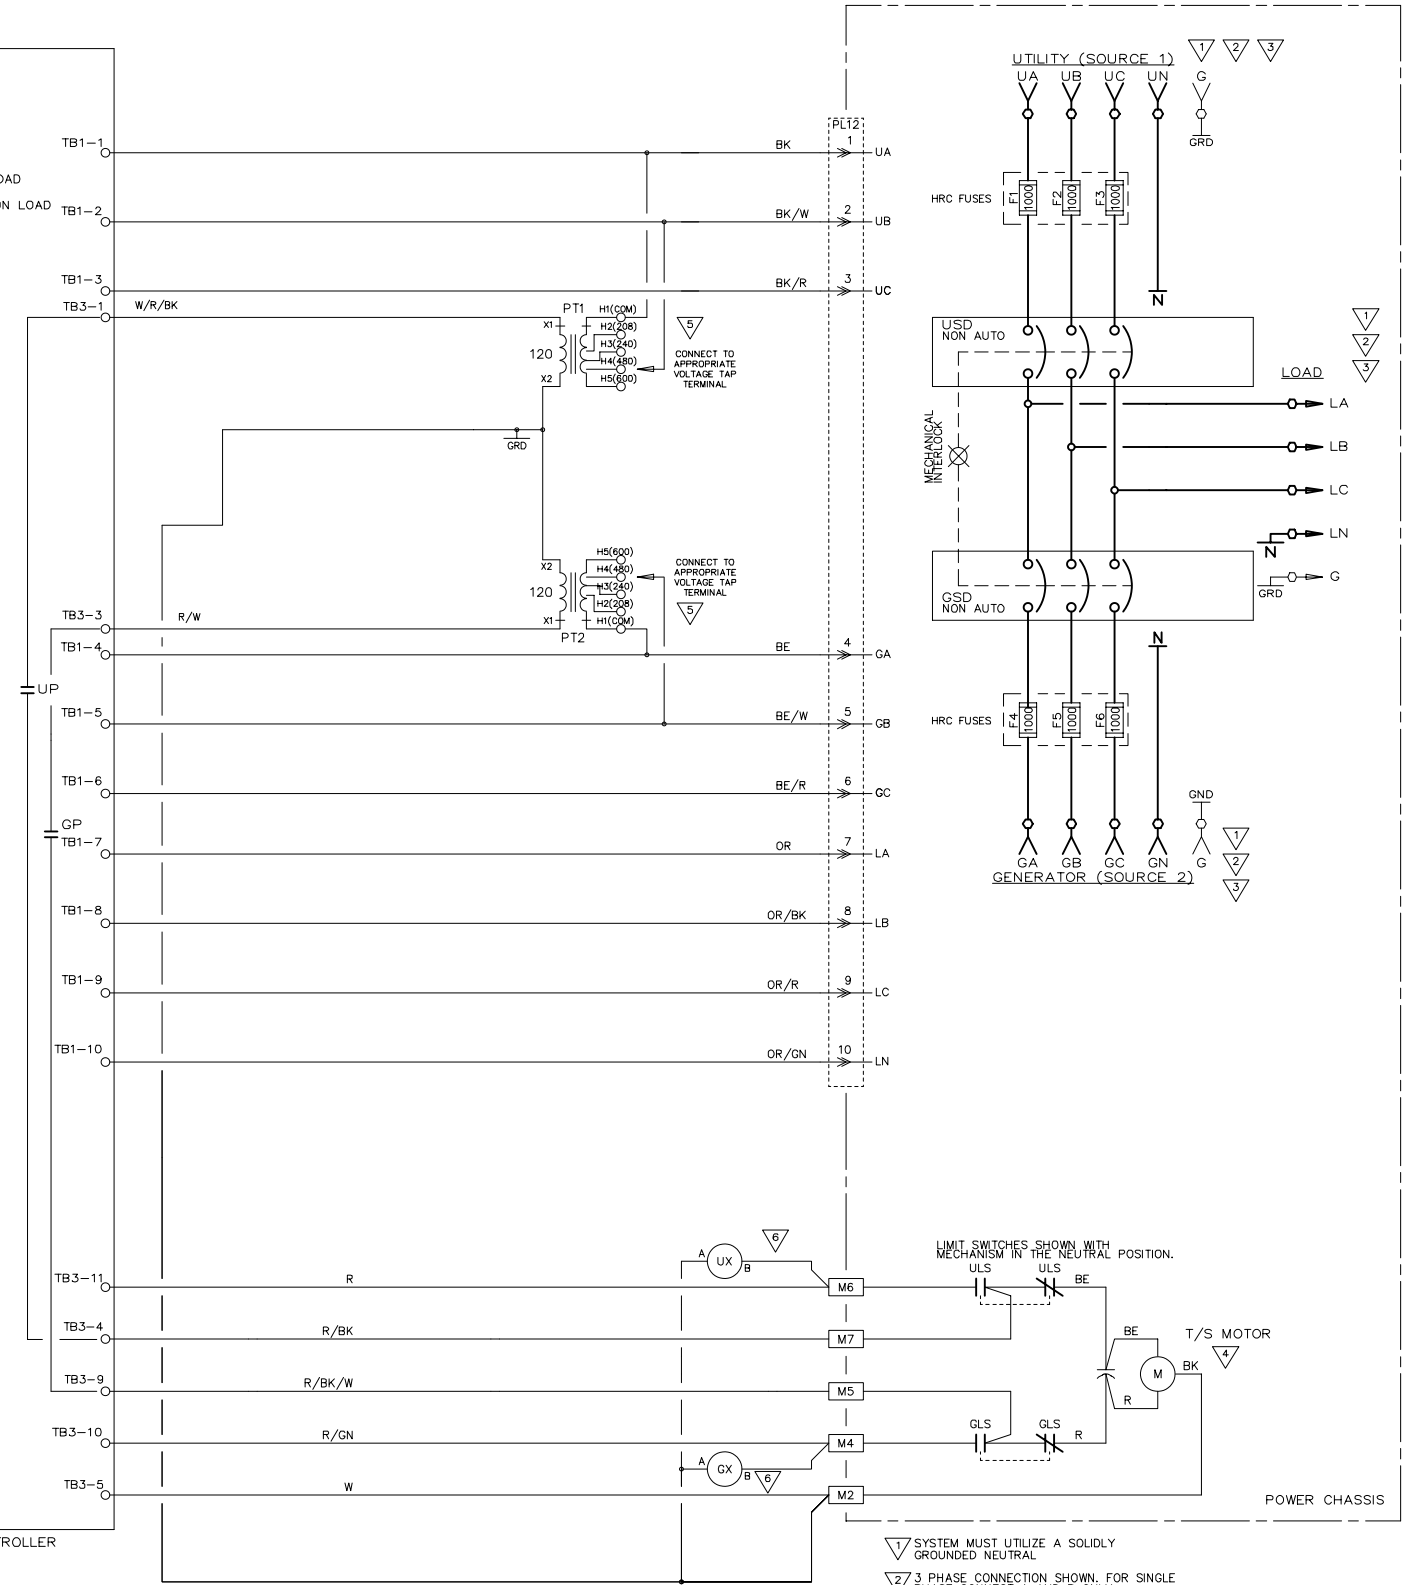 UTILITY (SOURCE 1)
1 2 3
UA UB UC UN G
GRD
PL12
TB1-1 BK 1 UA
ON LOAD
TB1-2 BK/W 2 UB
HRC FUSES
F1 1000 F2 1000 F3 1000
TB1-3 BK/R 3 UC
N
TB3-1 W/R/BK
PT1
H1(COM)
X1
H2(208)
H3(240)
120
H4(480)
X2
H5(600)
5
CONNECT TO
APPROPRIATE
VOLTAGE TAP
TERMINAL
USD
NON AUTO
1
2
3
LOAD
LA
MECHANICAL
INTERLOCK
LB
GRD
LC
LN
N
G
GRD
H5(600)
X2
H4(480)
H3(240)
120
H2(208)
X1
H1(COM)
PT2
CONNECT TO
APPROPRIATE
VOLTAGE TAP
TERMINAL
5
GSD
NON AUTO
TB3-3 R/W
TB1-4 BE 4 GA
N
UP
TB1-5 BE/W 5 GB
HRC FUSES
F4 1000 F5 1000 F6 1000
TB1-6 BE/R 6 GC
GND
GP
TB1-7 OR 7 LA
GA GB GC GN G
GENERATOR (SOURCE 2)
1
2
3
TB1-8 OR/BK 8 LB
TB1-9 OR/R 9 LC
TB1-10 OR/GN 10 LN
6
A UX B
LIMIT SWITCHES SHOWN WITH
MECHANISM IN THE NEUTRAL POSITION.
ULS ULS
TB3-11 R M6 BE
TB3-4 R/BK M7
BE
T/S MOTOR
4
M
BK
R
TB3-9 R/BK/W M5
GLS GLS
TB3-10 R/GN M4 R
A GX B 6
TB3-5 W M2
POWER CHASSIS
TROLLER
1 SYSTEM MUST UTILIZE A SOLIDLY
GROUNDED NEUTRAL
2 3 PHASE CONNECTION SHOWN. FOR SINGLE